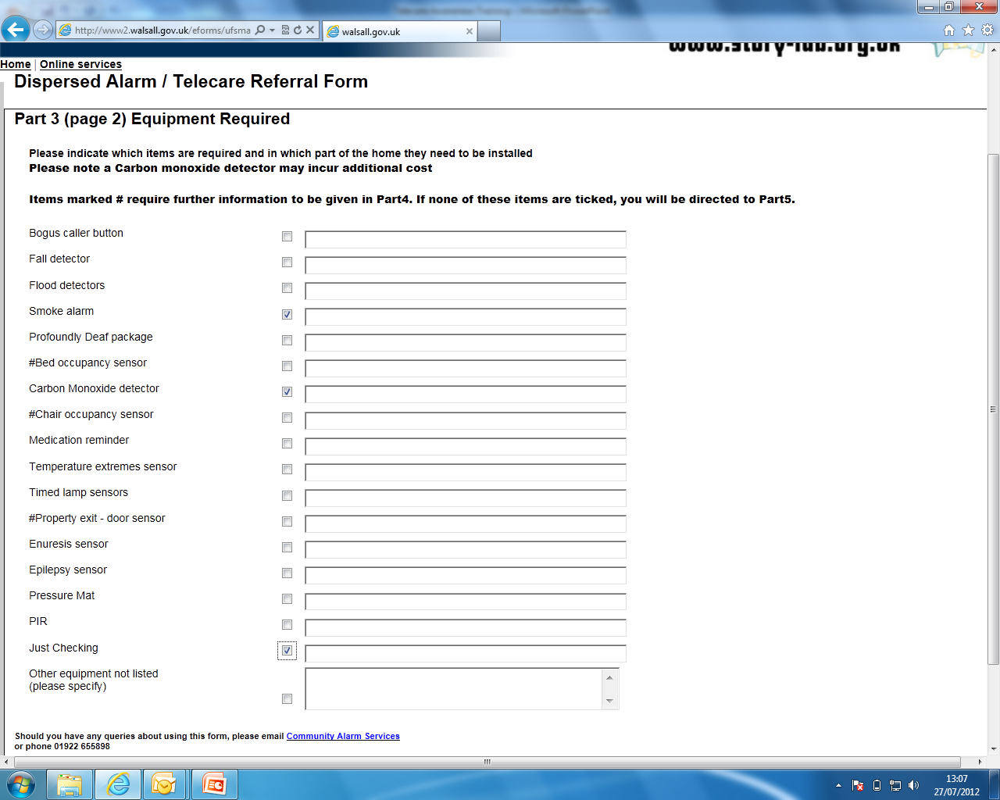 http://www2.walsall.gov.uk/eforms/ufsma
walsall.gov.uk
www.story-lab.org.uk
Home | Online services
Dispersed Alarm / Telecare Referral Form
Part 3 (page 2) Equipment Required
Please indicate which items are required and in which part of the home they need to be installed
Please note a Carbon monoxide detector may incur additional cost
Items marked # require further information to be given in Part4. If none of these items are ticked, you will be directed to Part5.
Bogus caller button
Fall detector
Flood detectors
Smoke alarm
Profoundly Deaf package
#Bed occupancy sensor
Carbon Monoxide detector
#Chair occupancy sensor
Medication reminder
Temperature extremes sensor
Timed lamp sensors
#Property exit - door sensor
Enuresis sensor
Epilepsy sensor
Pressure Mat
PIR
Just Checking
Other equipment not listed
(please specify)
Should you have any queries about using this form, please email Community Alarm Services
or phone 01922 655898
13:07
27/07/2012